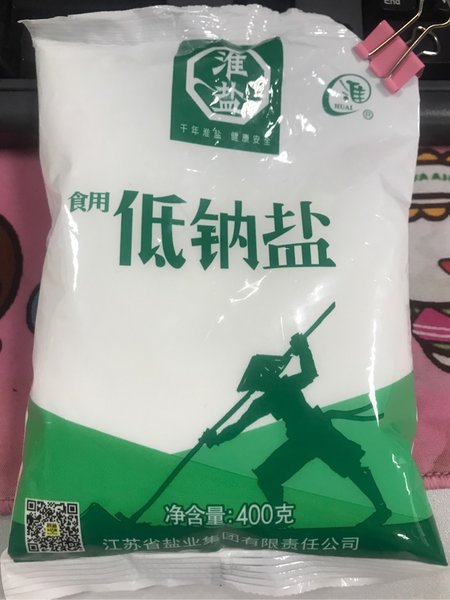 淮盐
千年淮盐 健康安全
淮
HUAI
®
食用
低钠盐
净含量:400克
江苏省盐业集团有限责任公司